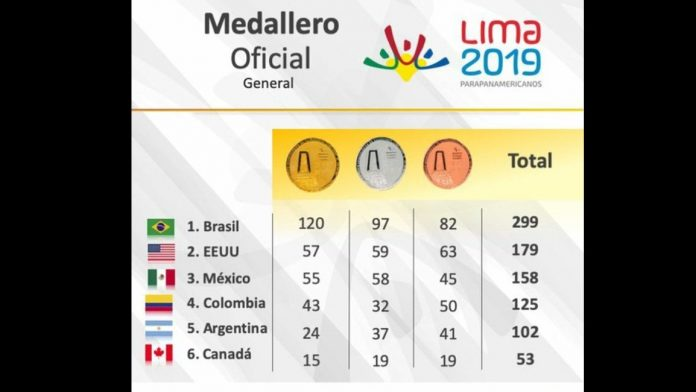 Medallero
Oficial
General
LIMA
2019
PARAPANAMERICANOS
Total
1. Brasil 120 97 82 299
2. EEUU 57 59 63 179
3. México 55 58 45 158
4. Colombia 43 32 50 125
5. Argentina 24 37 41 102
6. Canadá 15 19 19 53